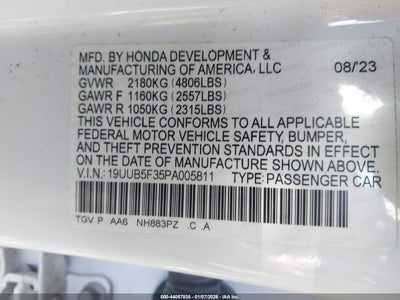 MFD. BY HONDA DEVELOPMENT &
MANUFACTURING OF AMERICA, LLC 08/23
GVWR 2180KG (4806LBS)
GAWR F 1160KG (2557LBS)
GAWR R 1050KG (2315LBS)
THIS VEHICLE CONFORMS TO ALL APPLICABLE
FEDERAL MOTOR VEHICLE SAFETY, BUMPER,
AND THEFT PREVENTION STANDARDS IN EFFECT
ON THE DATE OF MANUFACTURE SHOWN ABOVE.
V.I.N.: 19UUB5F35PA005811 TYPE: PASSENGER CAR
TGV P AA6 NH883PZ .C .A
000-44057835 - 01/07/2026 - IAA Inc.